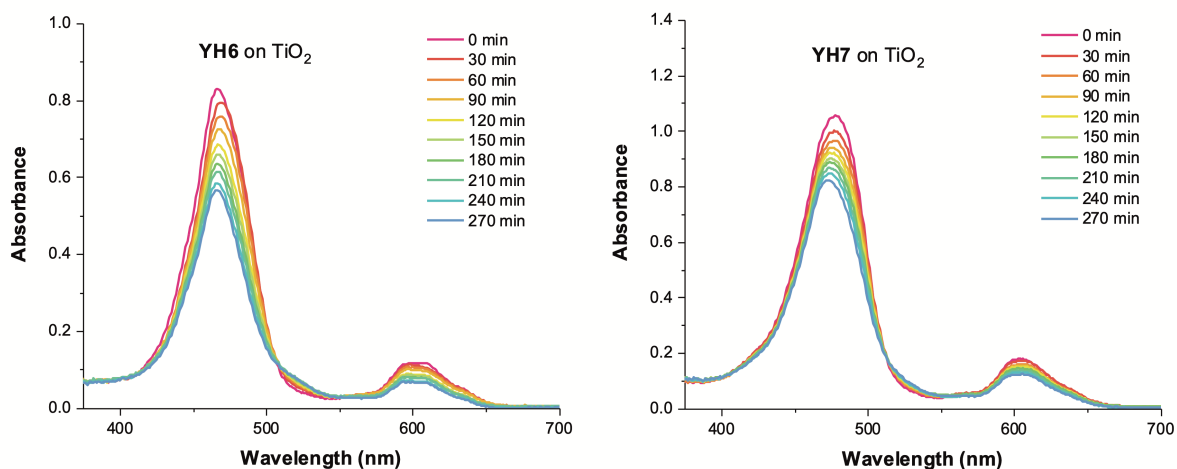 YH6 on TiO₂
0 min
30 min
60 min
90 min
120 min
150 min
180 min
210 min
240 min
270 min
Absorbance
1.0
0.8
0.6
0.4
0.2
0.0
400 500 600 700
Wavelength (nm)
YH7 on TiO₂
0 min
30 min
60 min
90 min
120 min
150 min
180 min
210 min
240 min
270 min
Absorbance
1.4
1.2
1.0
0.8
0.6
0.4
0.2
0.0
400 500 600 700
Wavelength (nm)